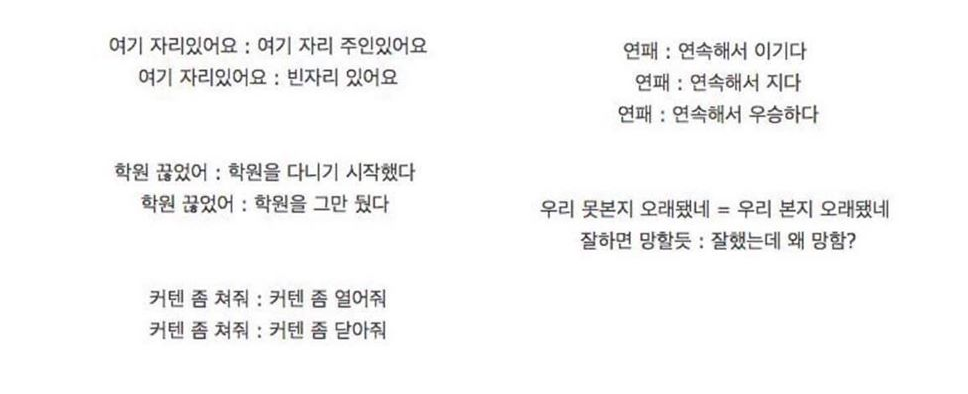 여기 자리있어요 : 여기 자리 주인있어요
여기 자리있어요 : 빈자리 있어요
학원 끊었어 : 학원을 다니기 시작했다
학원 끊었어 : 학원을 그만 뒀다
커텐 좀 쳐줘 : 커텐 좀 열어줘
커텐 좀 쳐줘 : 커텐 좀 닫아줘
연패 : 연속해서 이기다
연패 : 연속해서 지다
연패 : 연속해서 우승하다
우리 못본지 오래됐네 = 우리 본지 오래됐네
잘하면 망할듯 : 잘했는데 왜 망함?